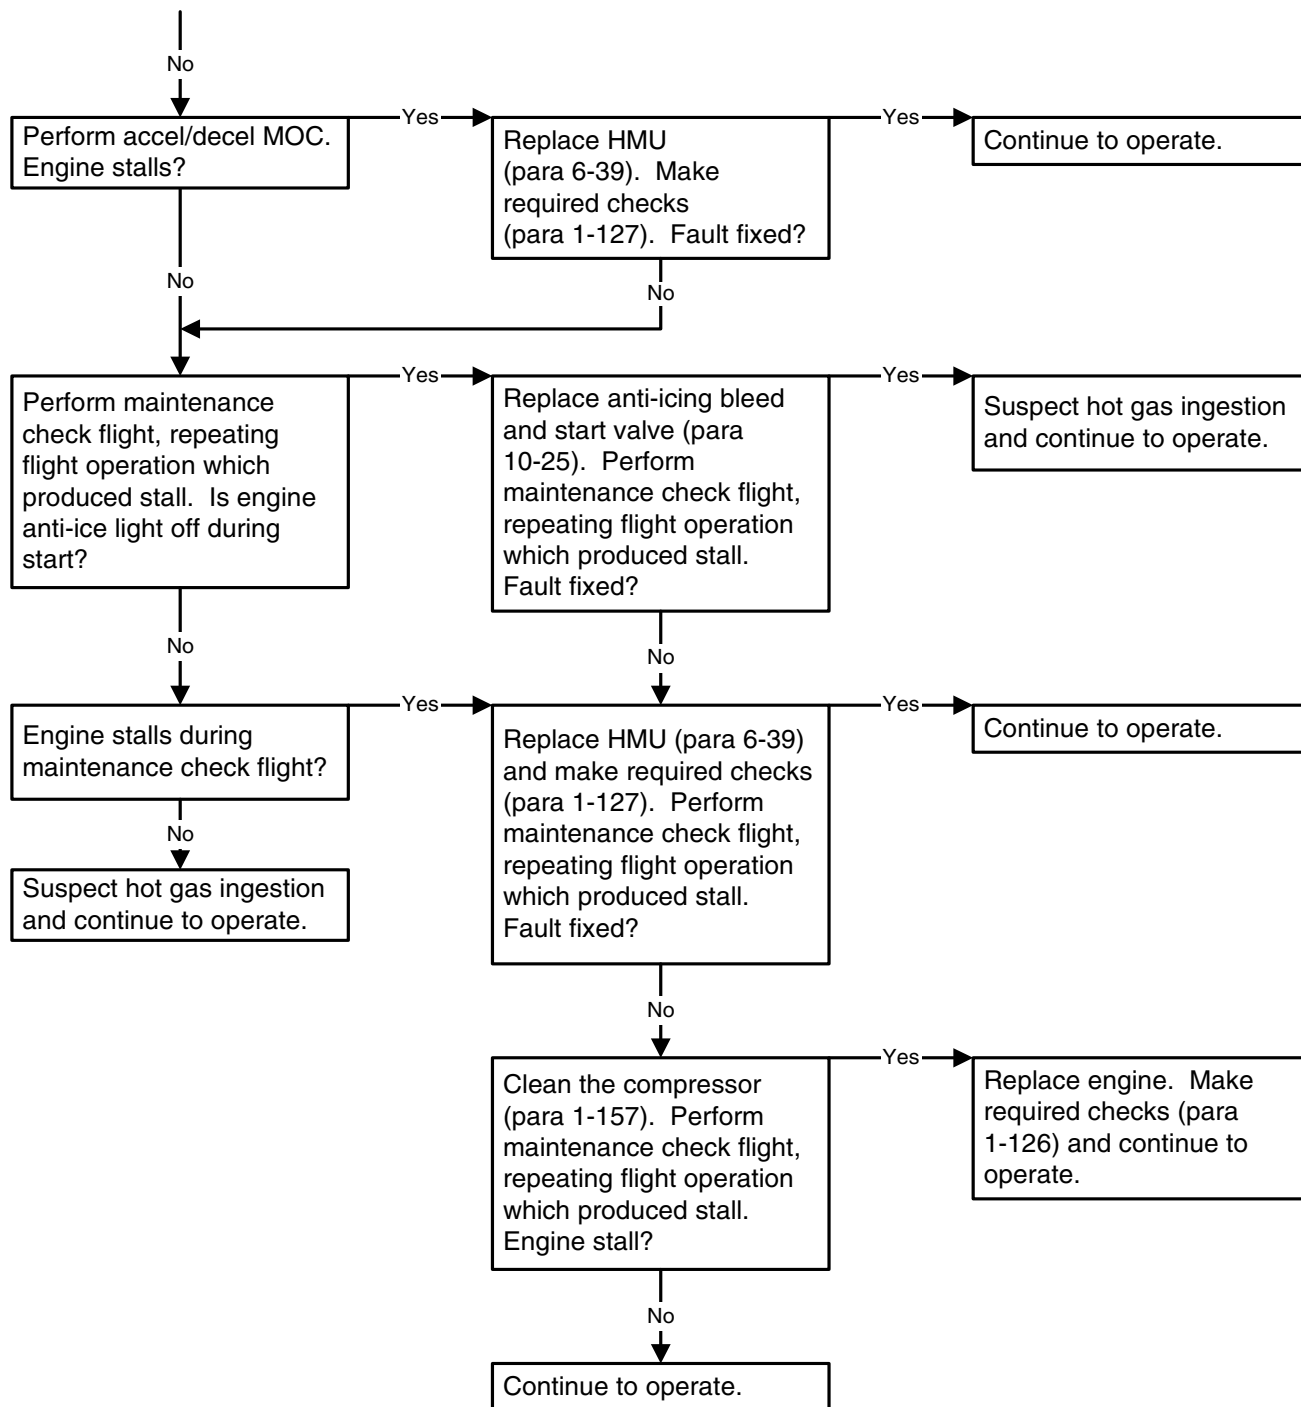 No
Perform accel/decel MOC.
Engine stalls?
Yes
Replace HMU
(para 6-39).  Make
required checks
(para 1-127).  Fault fixed?
Yes
Continue to operate.
No
No
Perform maintenance
check flight, repeating
flight operation which
produced stall.  Is engine
anti-ice light off during
start?
Yes
Replace anti-icing bleed
and start valve (para
10-25).  Perform
maintenance check flight,
repeating flight operation
which produced stall.
Fault fixed?
Yes
Suspect hot gas ingestion
and continue to operate.
No
No
Engine stalls during
maintenance check flight?
Yes
Replace HMU (para 6-39)
and make required checks
(para 1-127).  Perform
maintenance check flight,
repeating flight operation
which produced stall.
Fault fixed?
Yes
Continue to operate.
No
Suspect hot gas ingestion
and continue to operate.
No
Clean the compressor
(para 1-157).  Perform
maintenance check flight,
repeating flight operation
which produced stall.
Engine stall?
Yes
Replace engine.  Make
required checks (para
1-126) and continue to
operate.
No
Continue to operate.